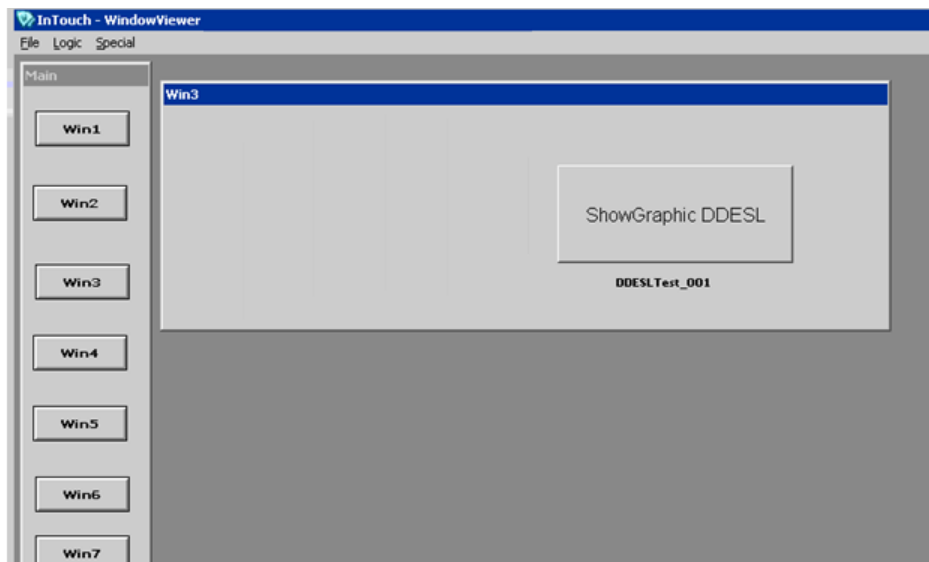 InTouch - WindowViewer
File Logic Special
Main
Win1
Win2
Win3
Win4
Win5
Win6
Win7
Win3
ShowGraphic DDESL
DDESLTest_001